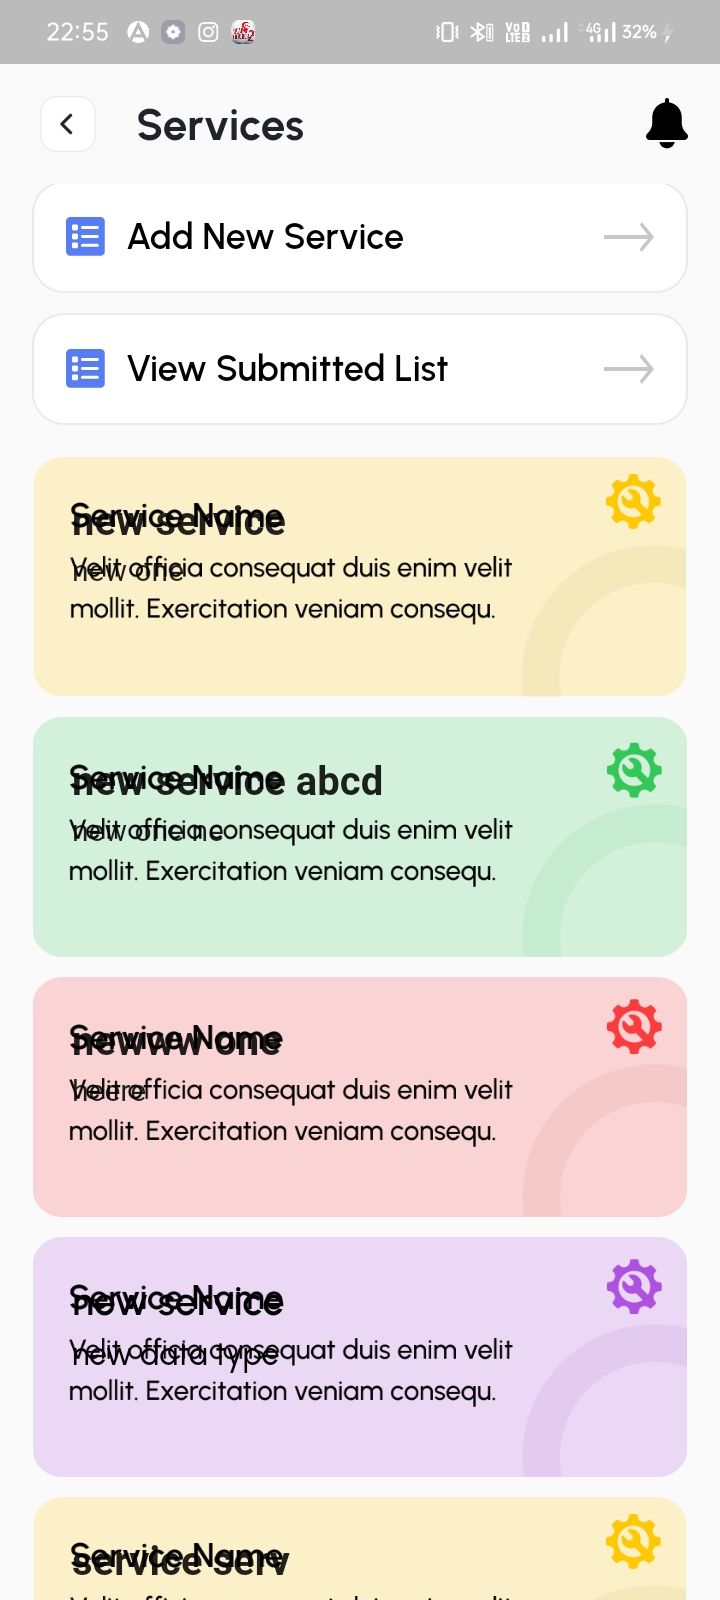 22:55
VoD
LTE2
4G
32%
Services
Add New Service
View Submitted List
Service Name
new service
Velit officia consequat duis enim velit
new one
mollit. Exercitation veniam consequ.
Service Name
new service abcd
Velit officia consequat duis enim velit
new one ne
mollit. Exercitation veniam consequ.
Service Name
newww one
Velit officia consequat duis enim velit
heere
mollit. Exercitation veniam consequ.
Service Name
new service
Velit officia consequat duis enim velit
new data type
mollit. Exercitation veniam consequ.
Service Name
service serv